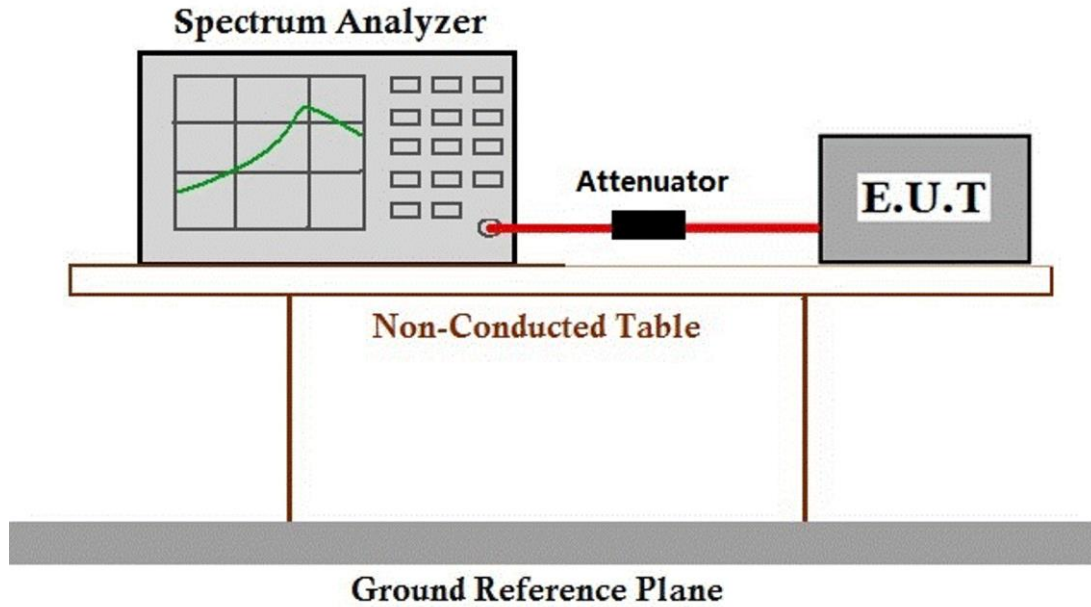 Spectrum Analyzer
Attenuator
E.U.T
Non-Conducted Table
Ground Reference Plane